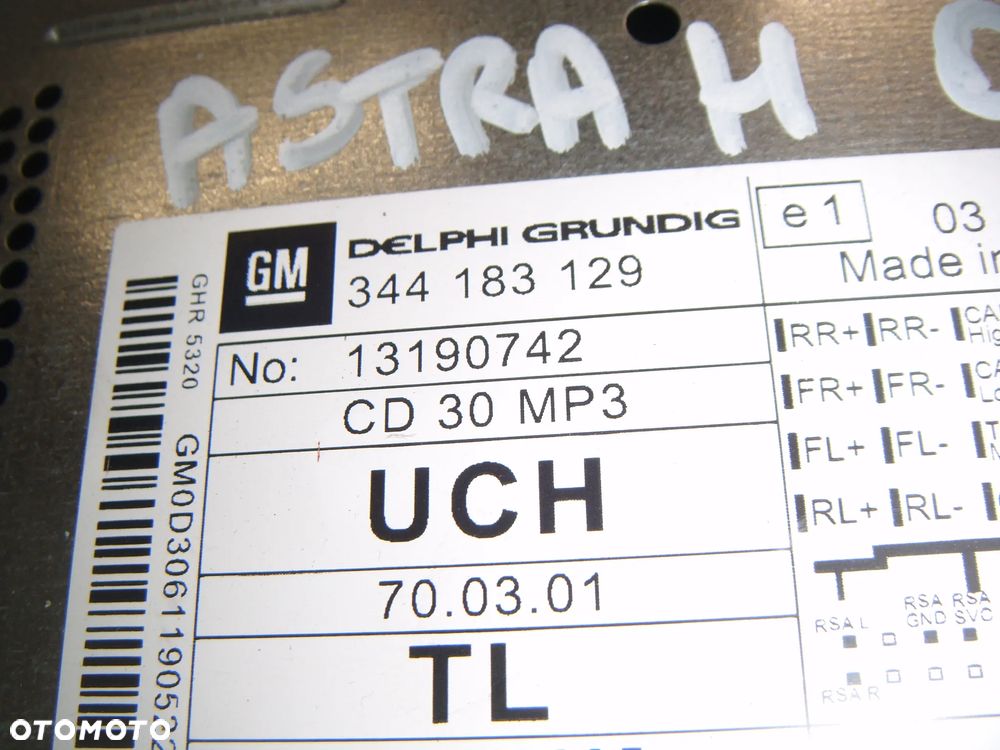 ASTRA H
GM
DELPHI GRUNDIG
344 183 129
e1
03
Made in
No: 13190742
CD 30 MP3
UCH
70.03.01
TL
GHR 5320
RR+ RR-
FR+ FR-
FL+ FL-
RL+ RL-
RSA L
RSA GND
RSA SVC
RSA R
OTOMOTO